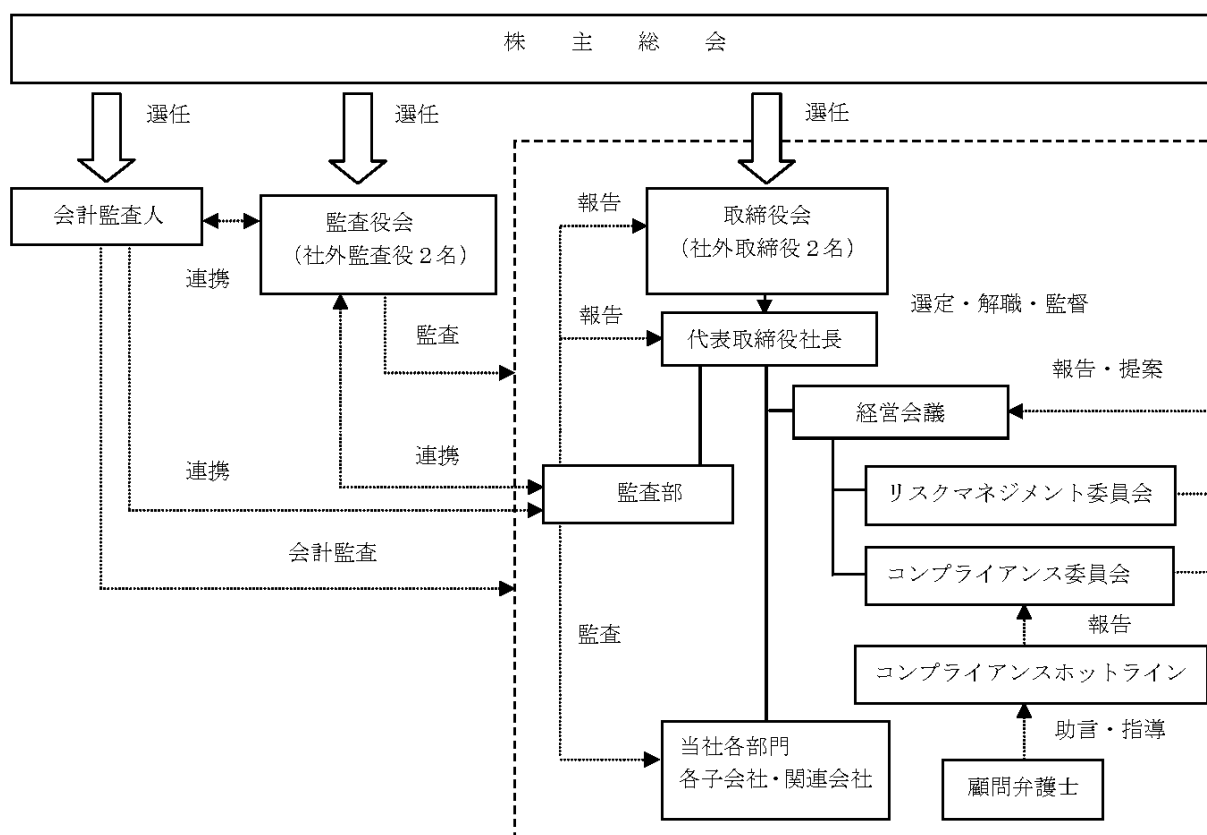 株主総会
選任
選任
選任
会計監査人
監査役会
（社外監査役２名）
報告
取締役会
（社外取締役２名）
連携
選定・解職・監督
報告
代表取締役社長
監査
報告・提案
経営会議
連携
連携
監査部
リスクマネジメント委員会
会計監査
コンプライアンス委員会
監査
報告
コンプライアンスホットライン
助言・指導
当社各部門
各子会社・関連会社
顧問弁護士